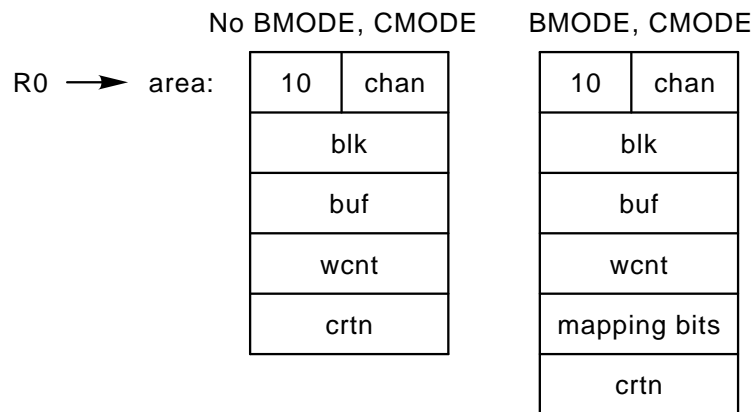 No BMODE, CMODE BMODE, CMODE
R0 area: 10 chan 10 chan
blk blk
buf buf
wcnt wcnt
crtn mapping bits
crtn